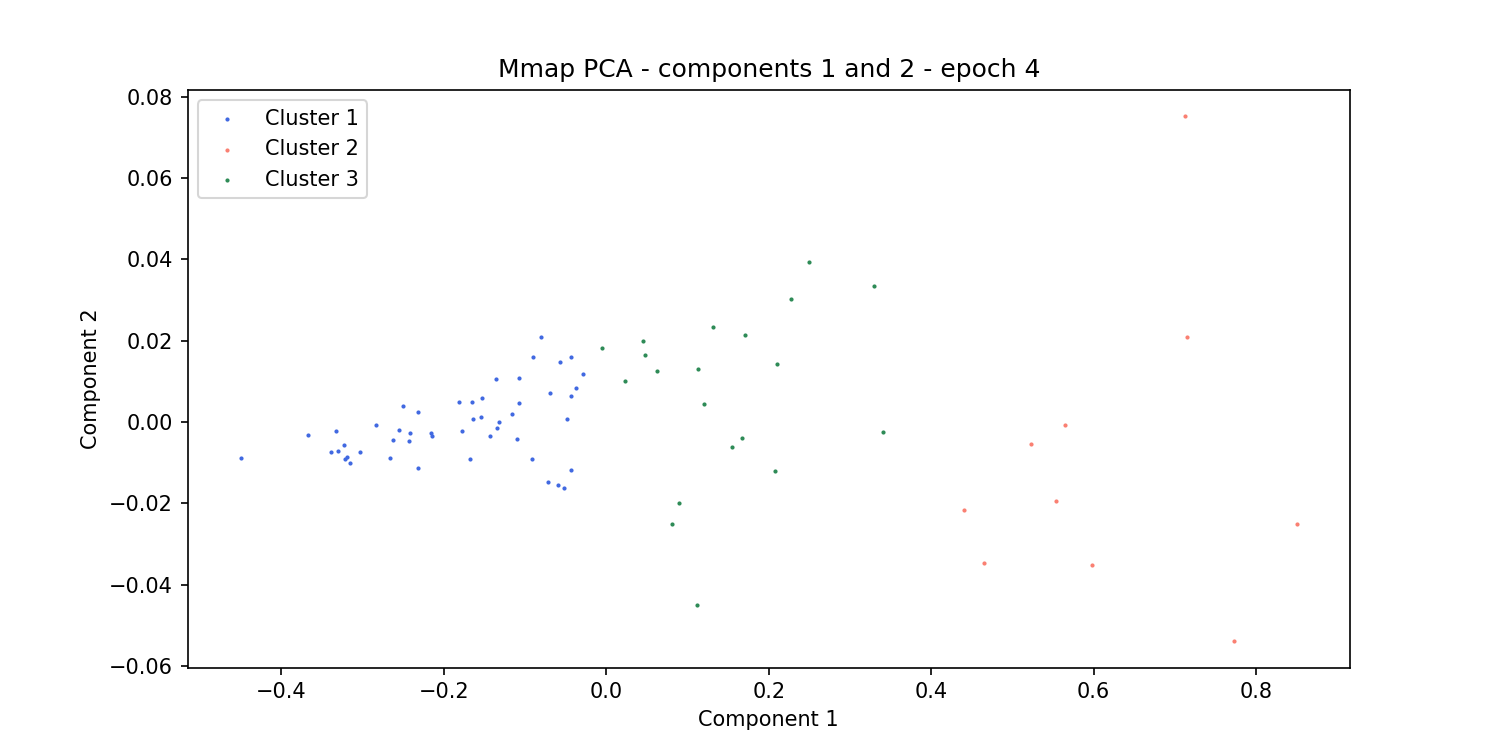 Mmap PCA - components 1 and 2 - epoch 4
Cluster 1
Cluster 2
Cluster 3
0.08
0.06
0.04
0.02
0.00
−0.02
−0.04
−0.06
Component 2
−0.4
−0.2
0.0
0.2
0.4
0.6
0.8
Component 1